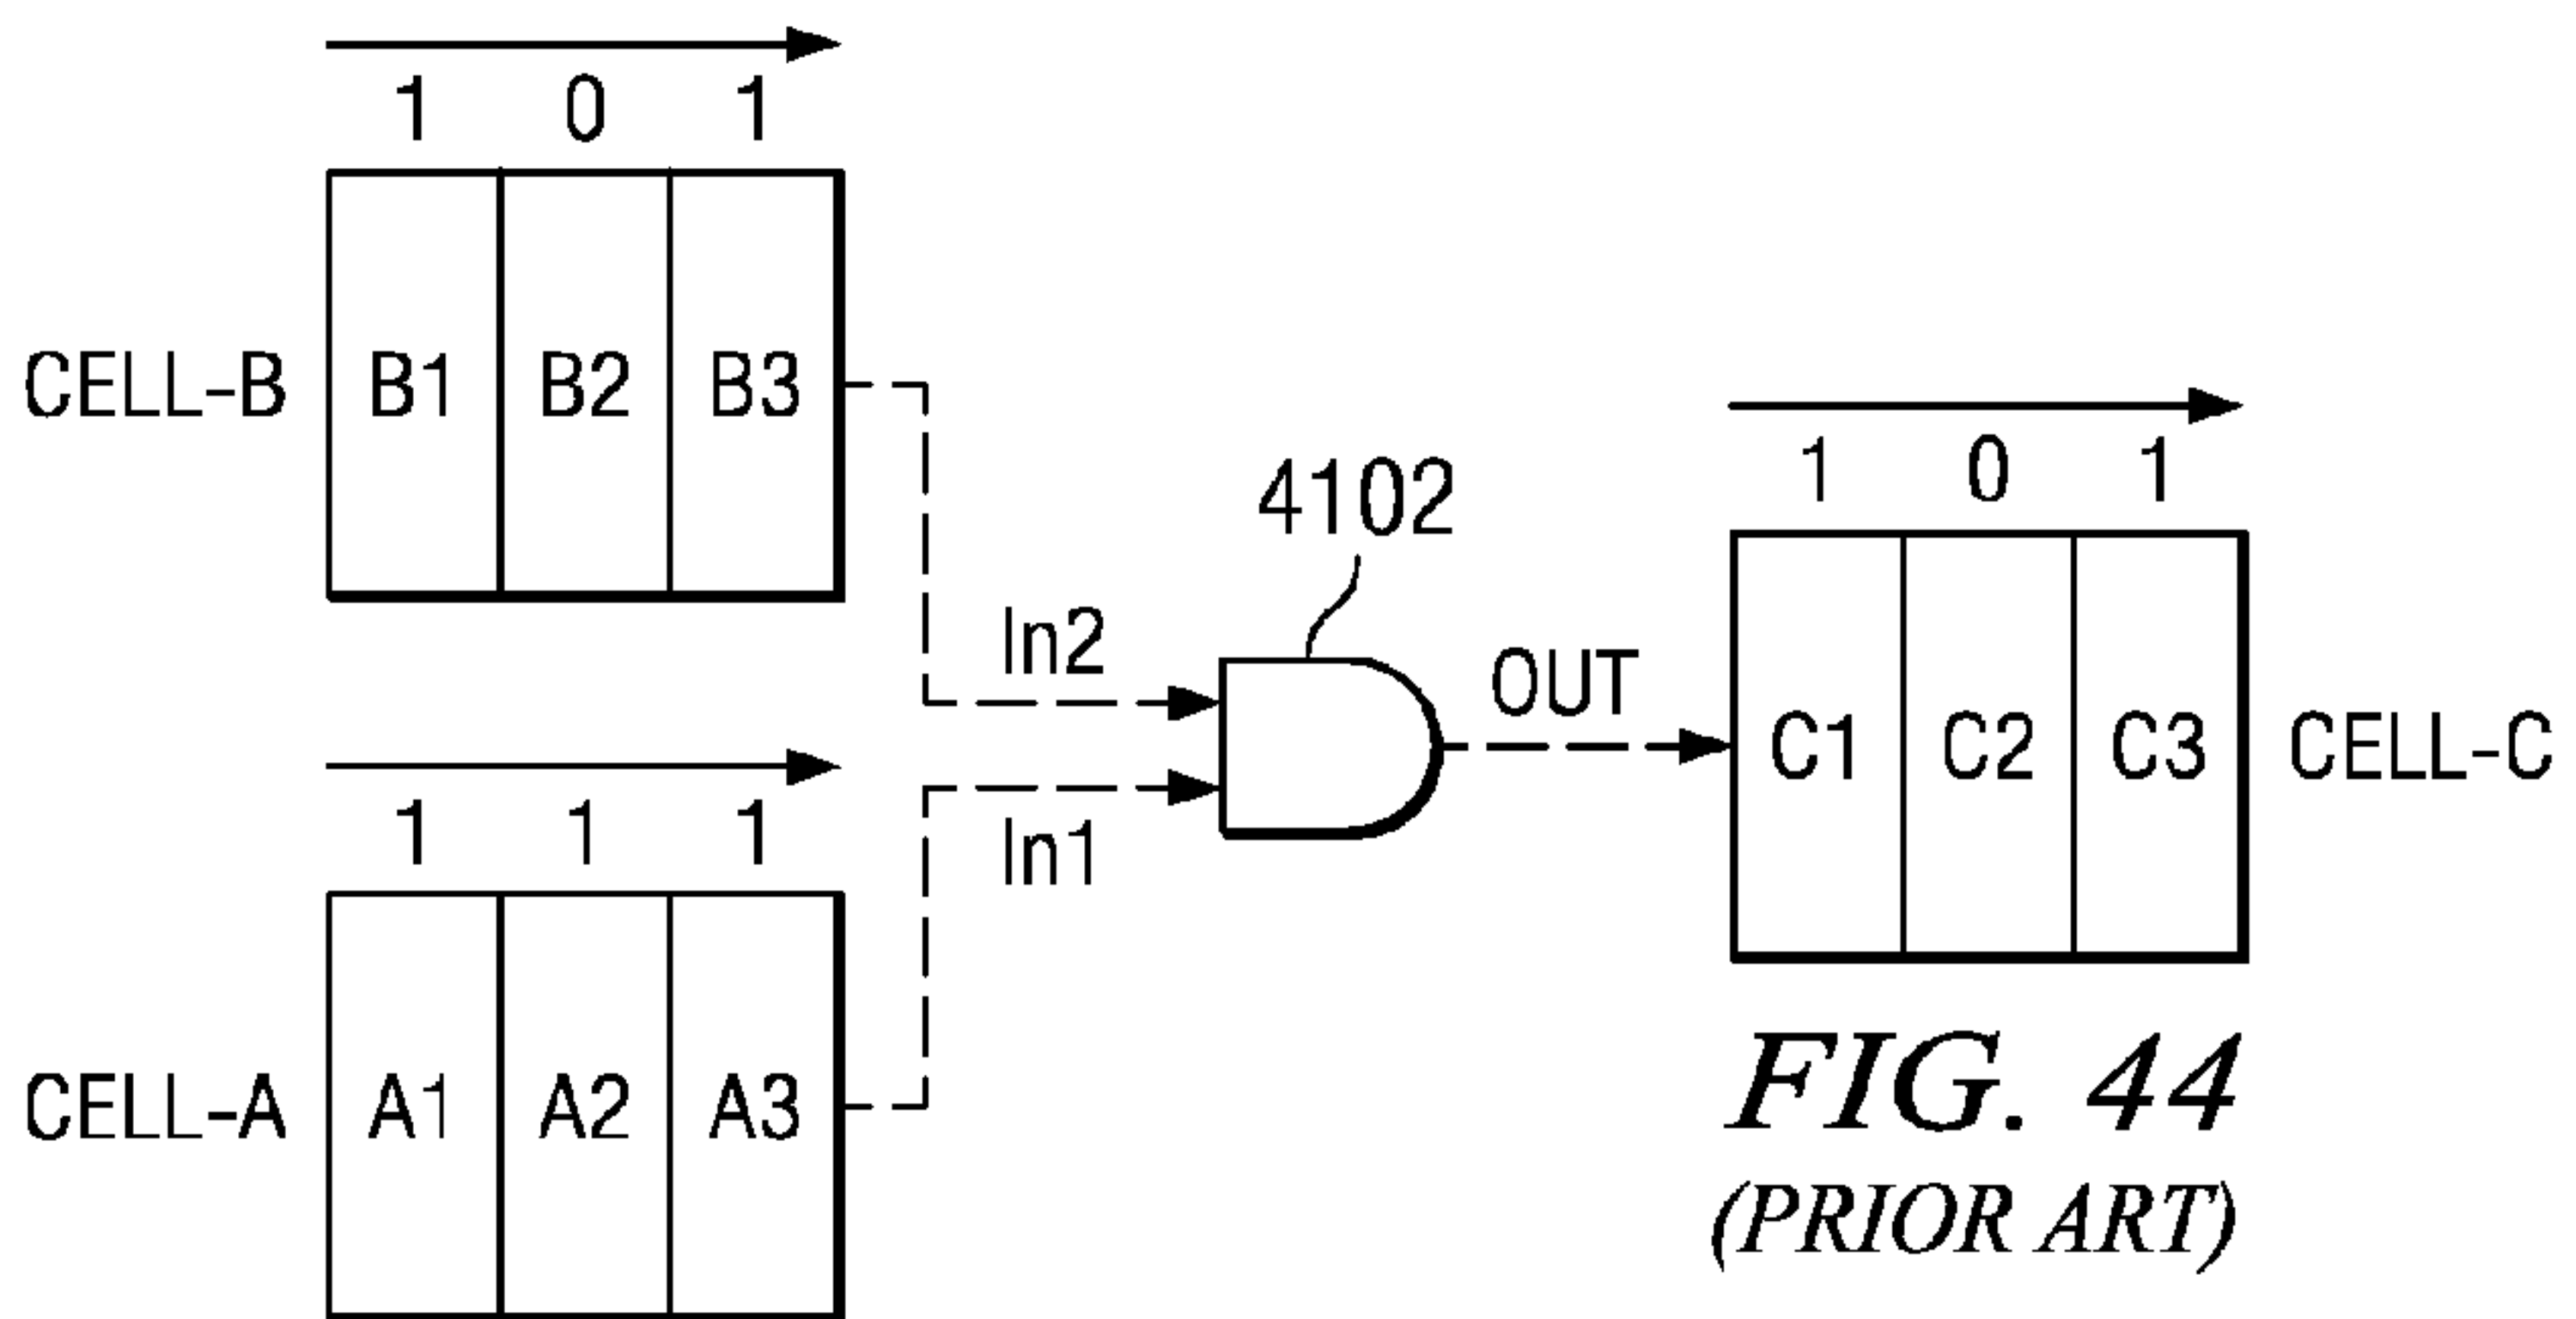 1 0 1
CELL-B B1 B2 B3
1 0 1
4102
In2
OUT
C1 C2 C3 CELL-C
1 1 1
In1
CELL-A A1 A2 A3
FIG. 44
(PRIOR ART)